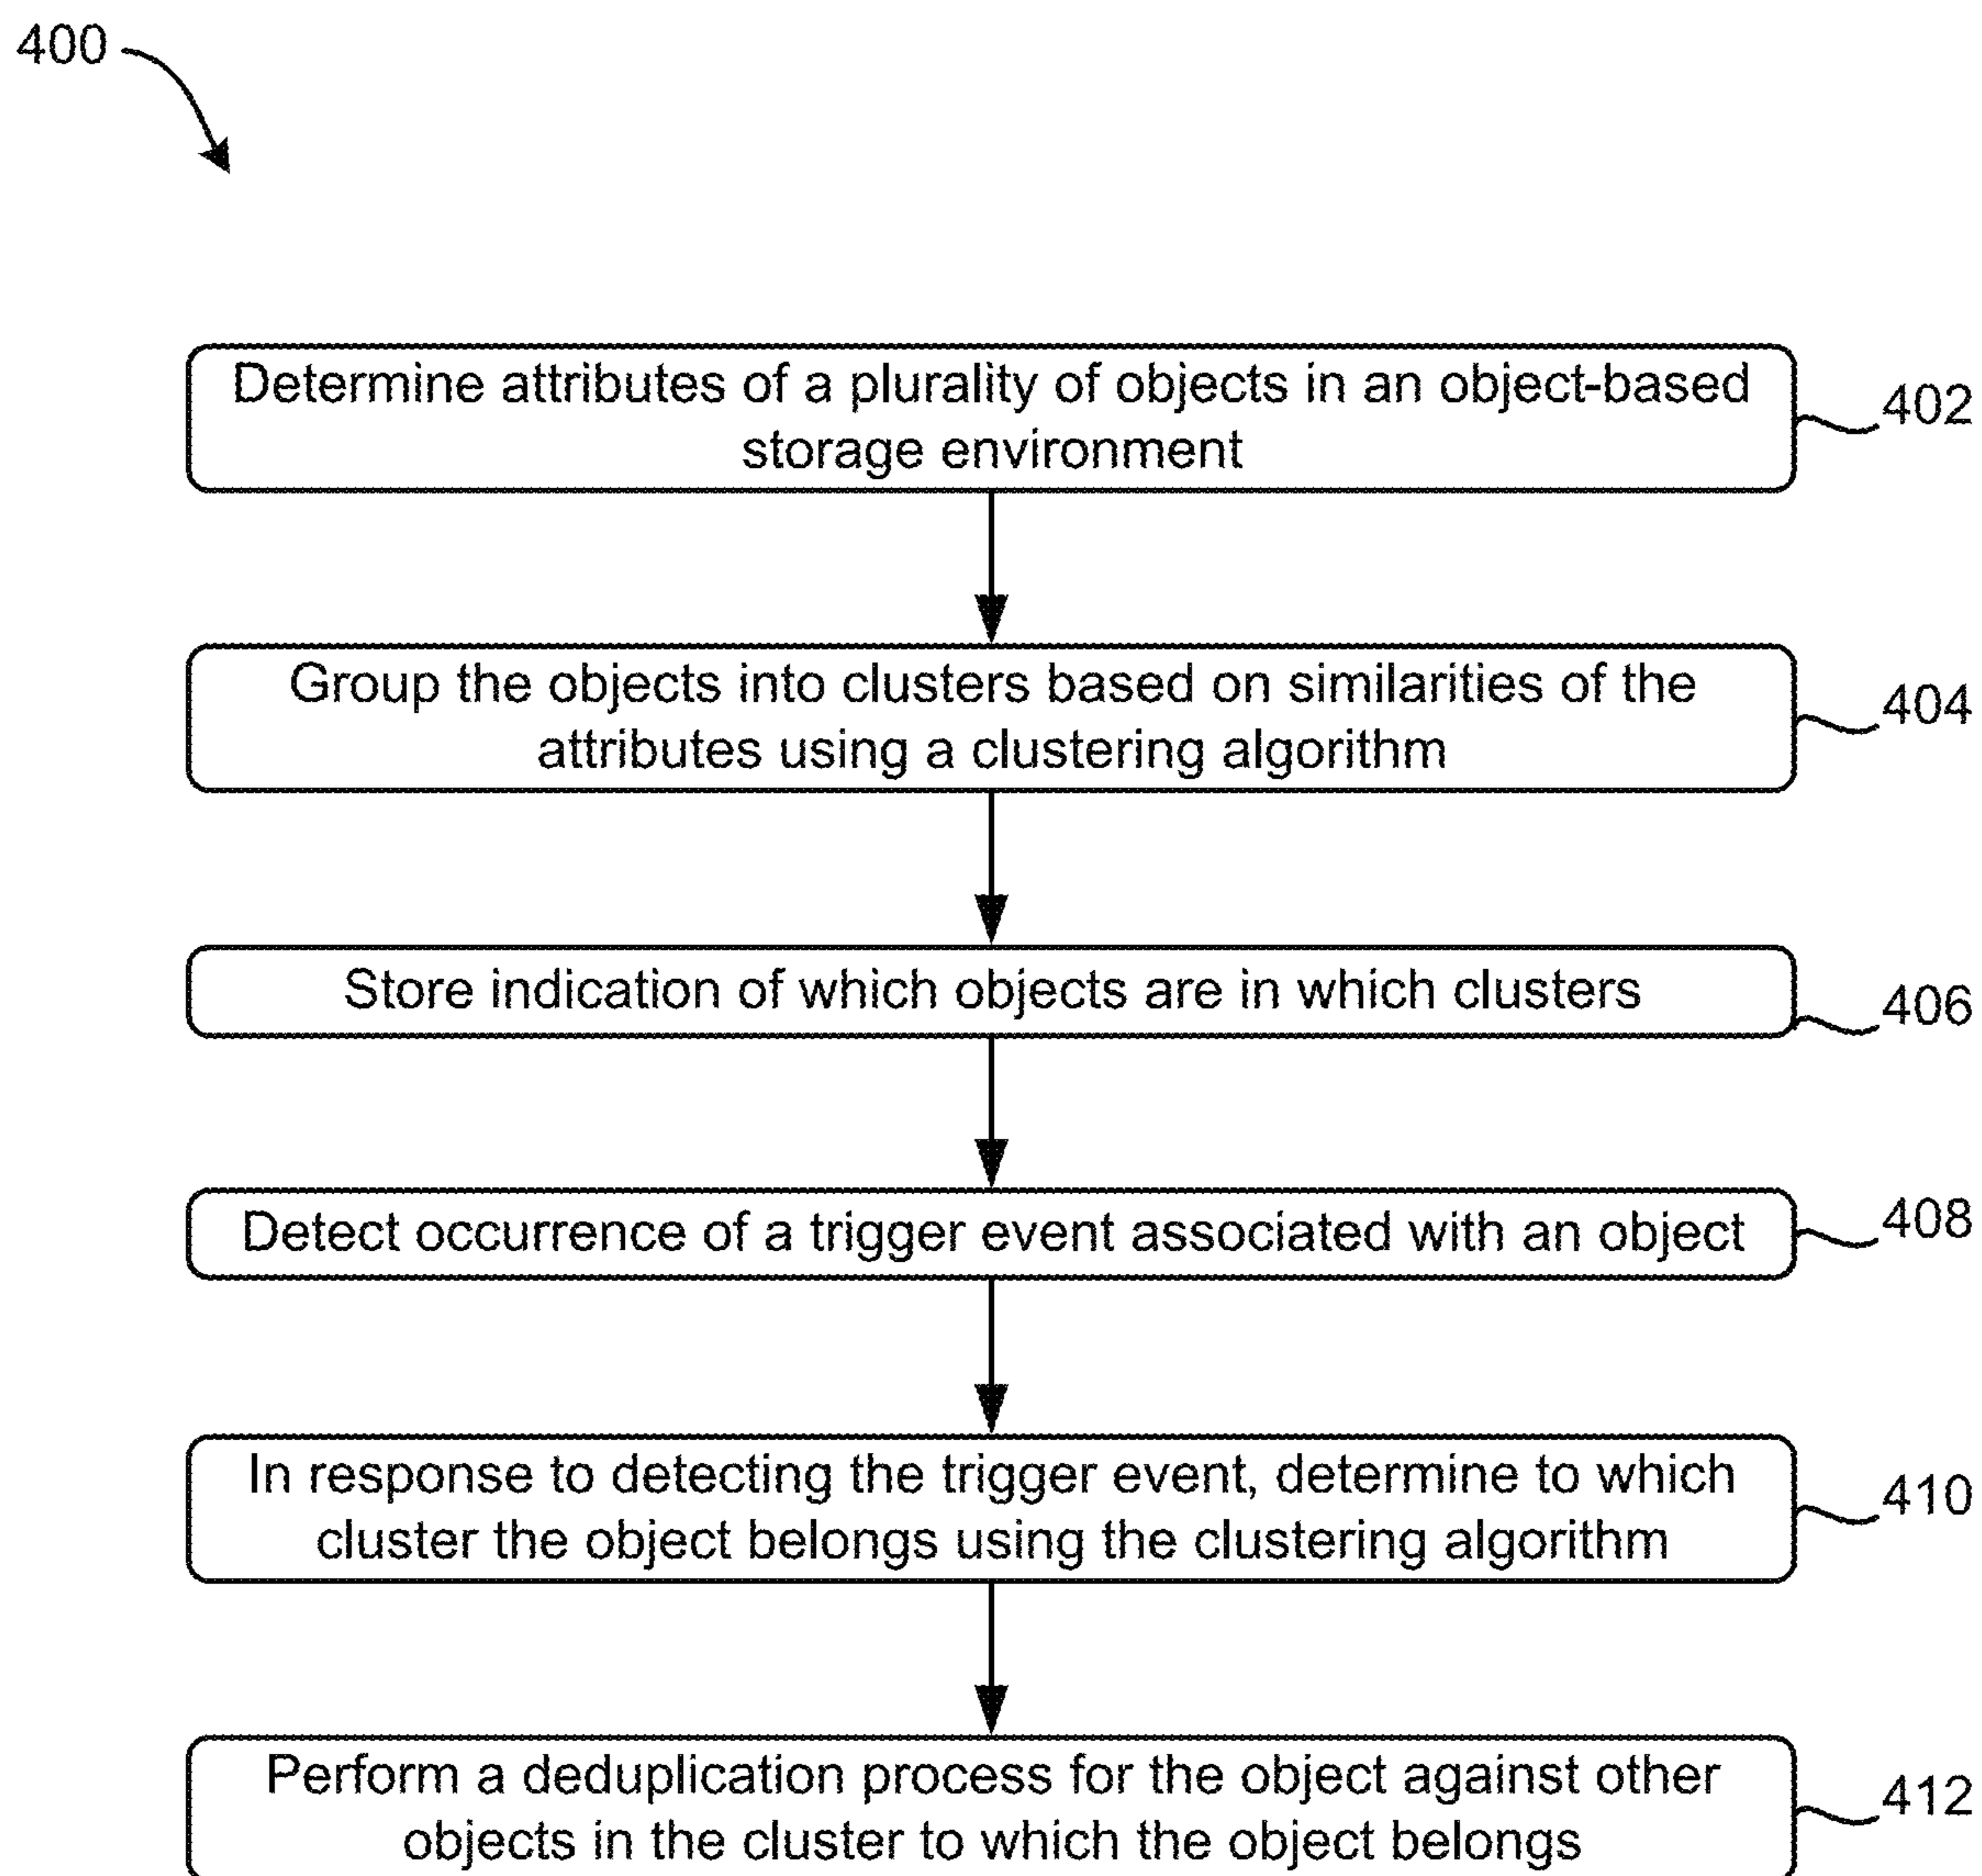 400
Determine attributes of a plurality of objects in an object-based
storage environment
402
Group the objects into clusters based on similarities of the
attributes using a clustering algorithm
404
Store indication of which objects are in which clusters
406
Detect occurrence of a trigger event associated with an object
408
In response to detecting the trigger event, determine to which
cluster the object belongs using the clustering algorithm
410
Perform a deduplication process for the object against other
objects in the cluster to which the object belongs
412